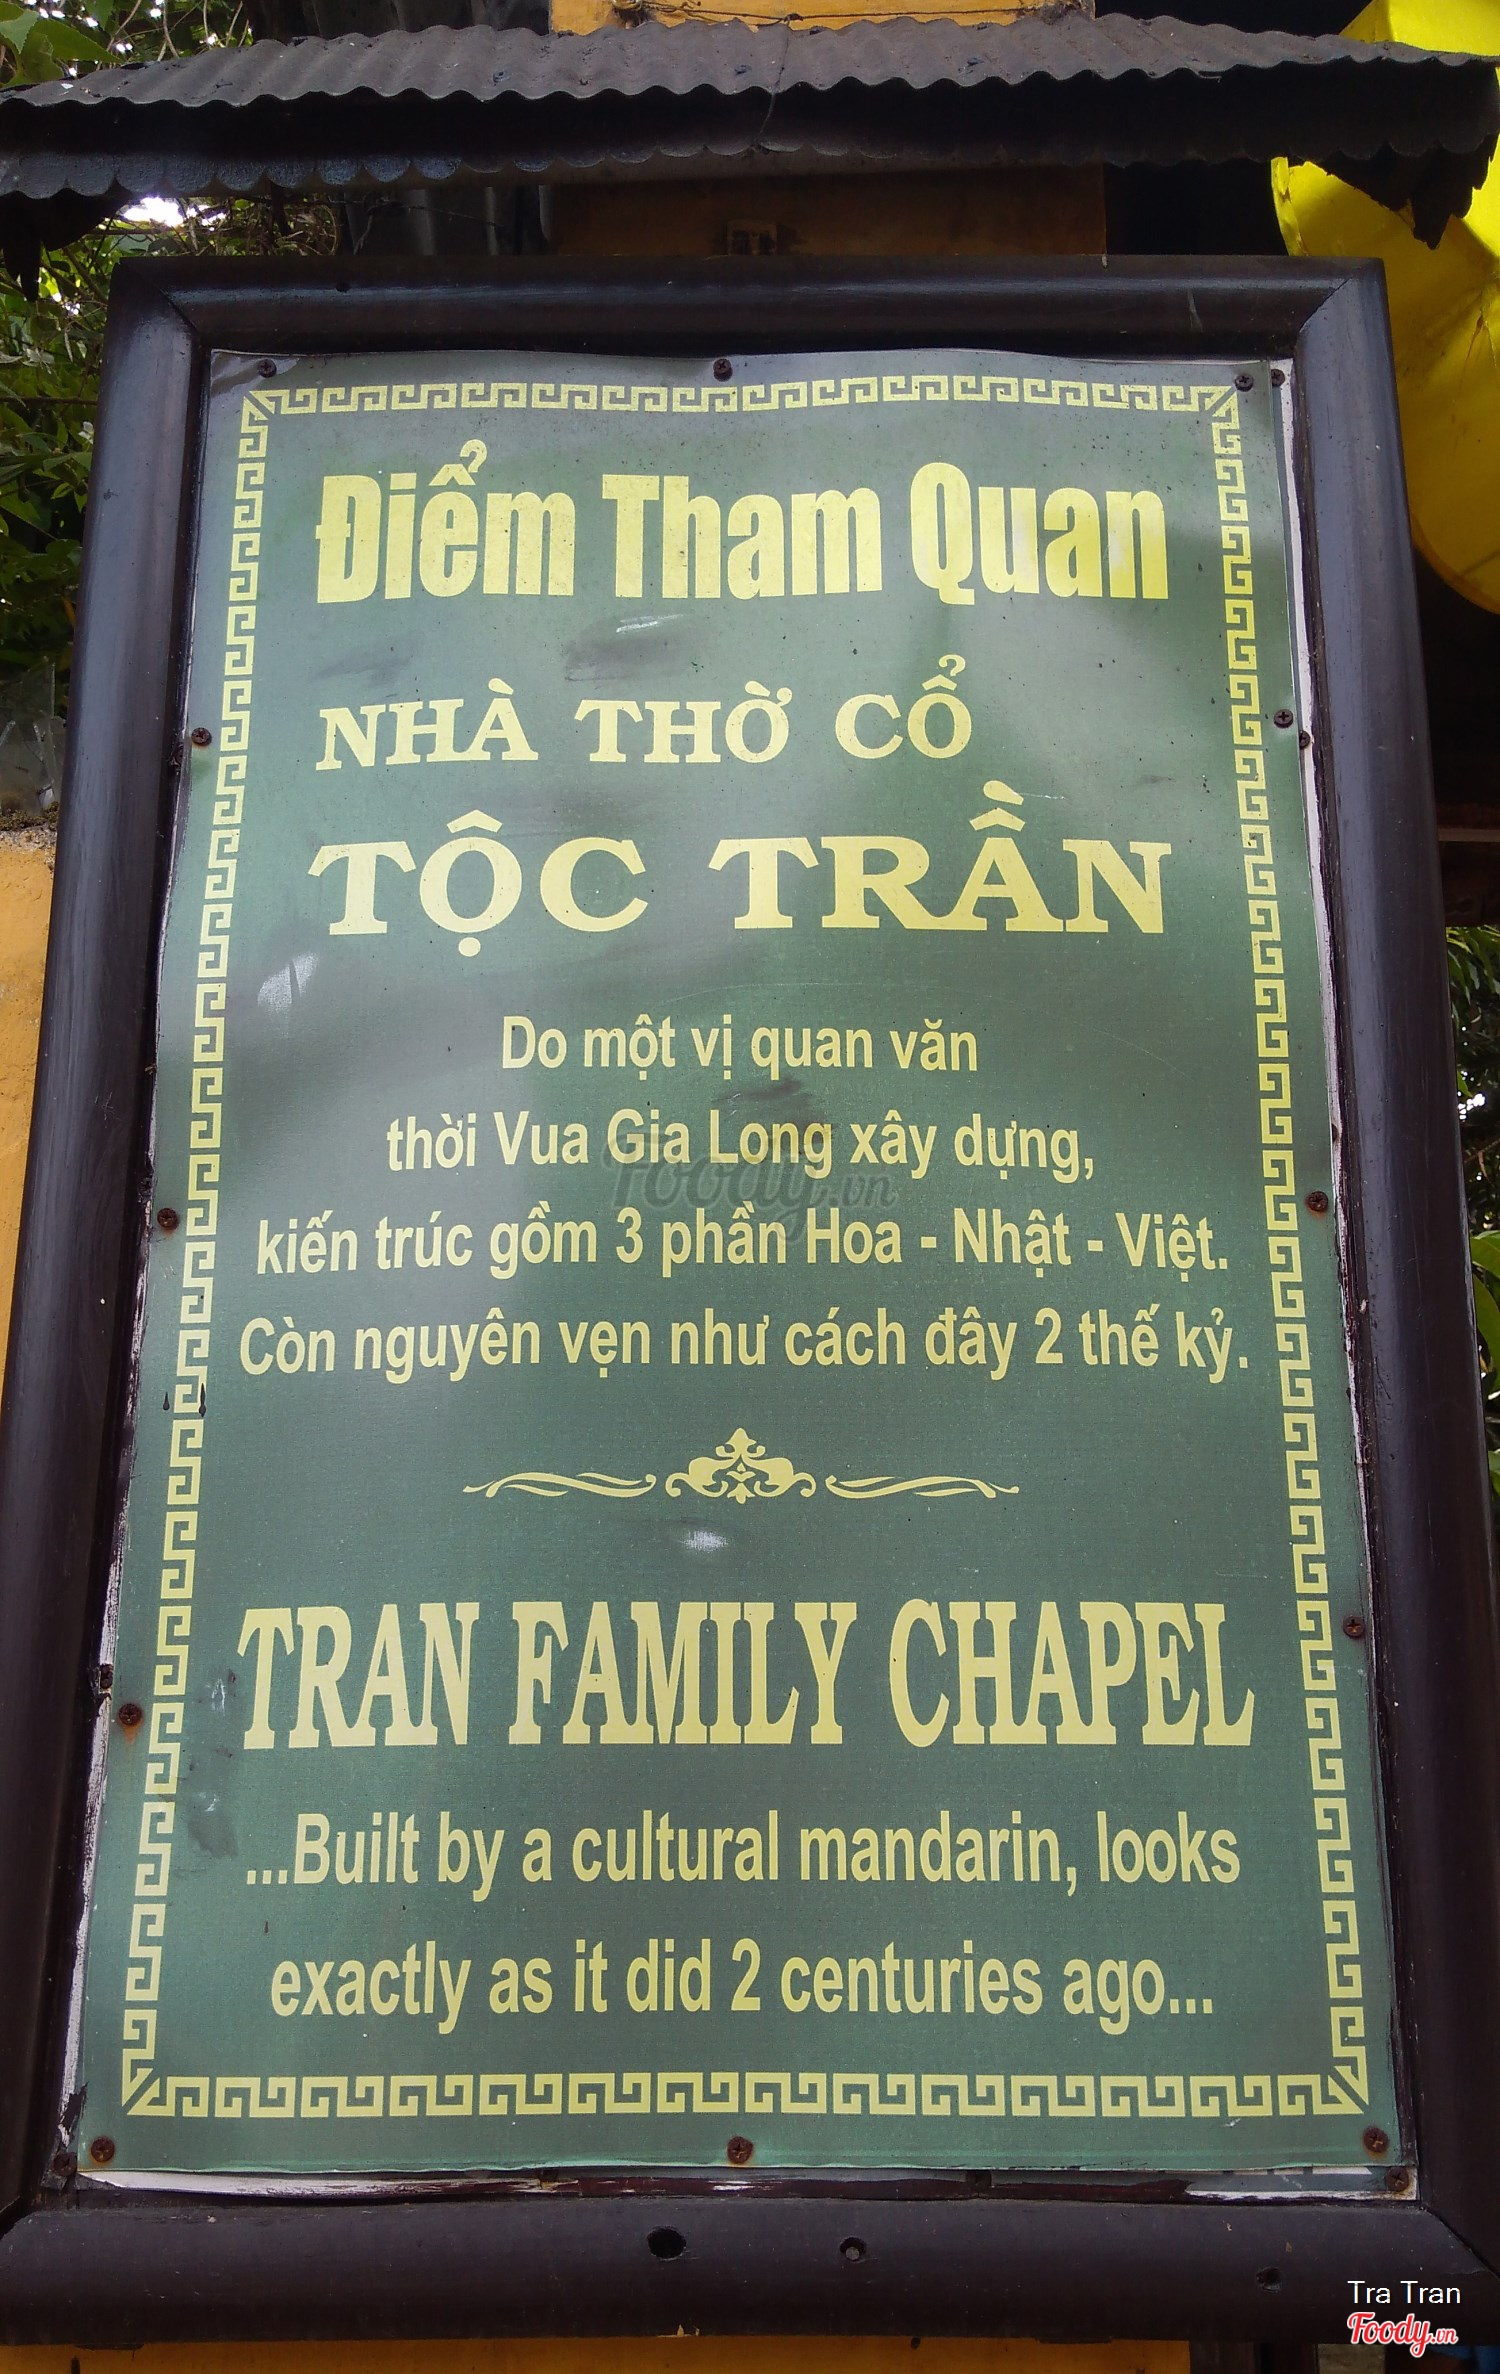 Điểm Tham Quan
NHÀ THỜ CỔ
TỘC TRẦN
Do một vị quan văn
thời Vua Gia Long xây dựng,
kiến trúc gồm 3 phần Hoa - Nhật - Việt.
Còn nguyên vẹn như cách đây 2 thế kỷ.
TRAN FAMILY CHAPEL
...Built by a cultural mandarin, looks
exactly as it did 2 centuries ago...
Foody.vn
Tra Tran
Foody.vn